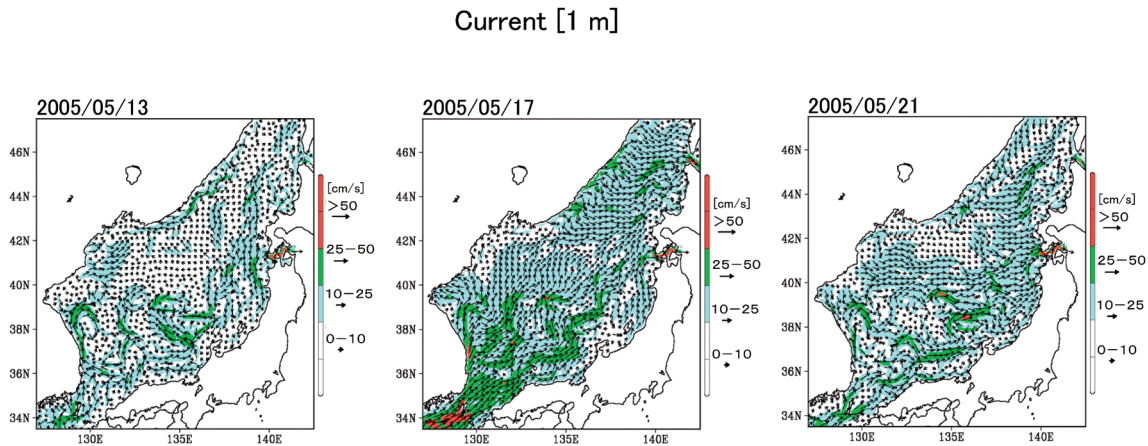 Current [1 m]
2005/05/13
46N
44N
42N
40N
38N
36N
34N
130E
135E
140E
[cm/s]
>50
25-50
10-25
0-10
2005/05/17
46N
44N
42N
40N
38N
36N
34N
130E
135E
140E
[cm/s]
>50
25-50
10-25
0-10
2005/05/21
46N
44N
42N
40N
38N
36N
34N
130E
135E
140E
[cm/s]
>50
25-50
10-25
0-10